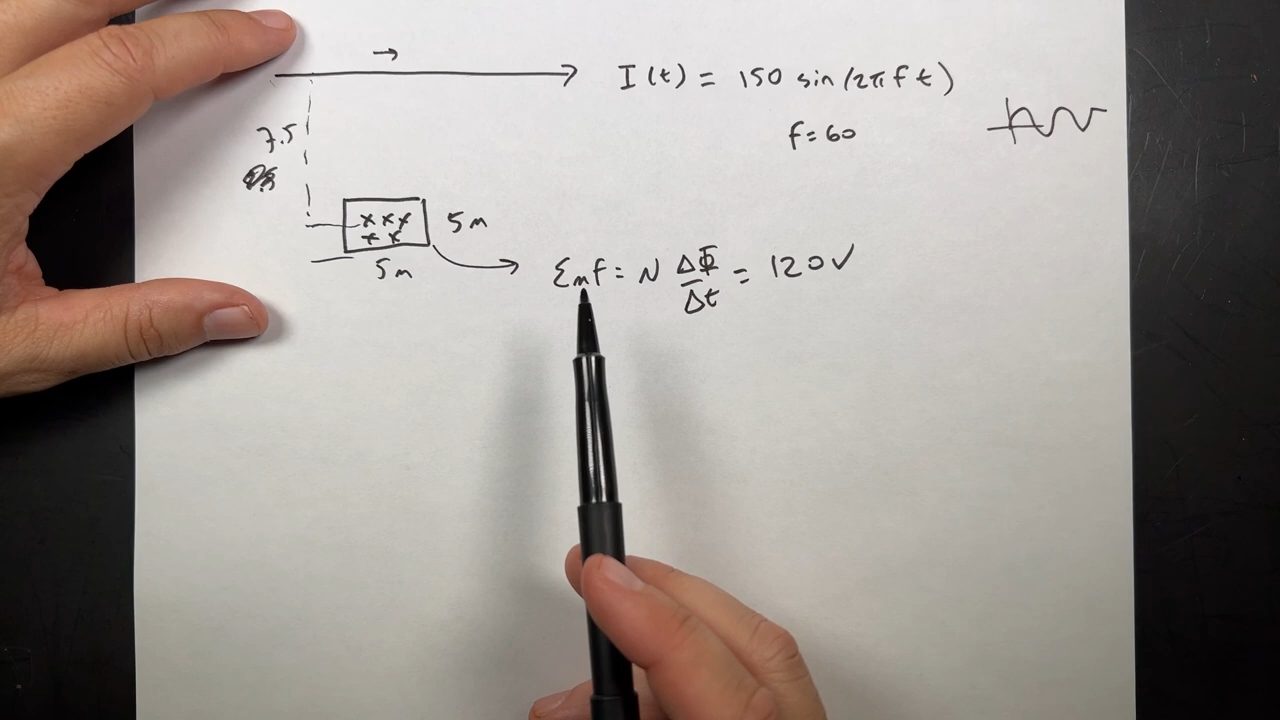 I(t) = 150 sin(2πft)
f=60
7.5
x x x
x x
5m
5m
Emf = N ΔΦ/Δt = 120V